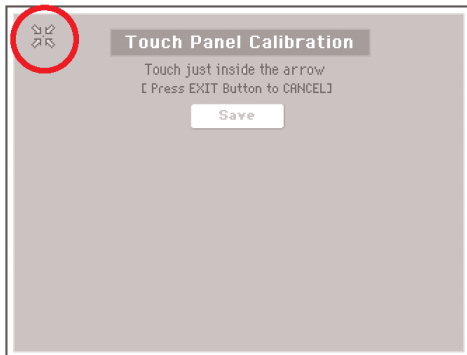 Touch Panel Calibration
Touch just inside the arrow
[ Press EXIT Button to CANCEL]
Save